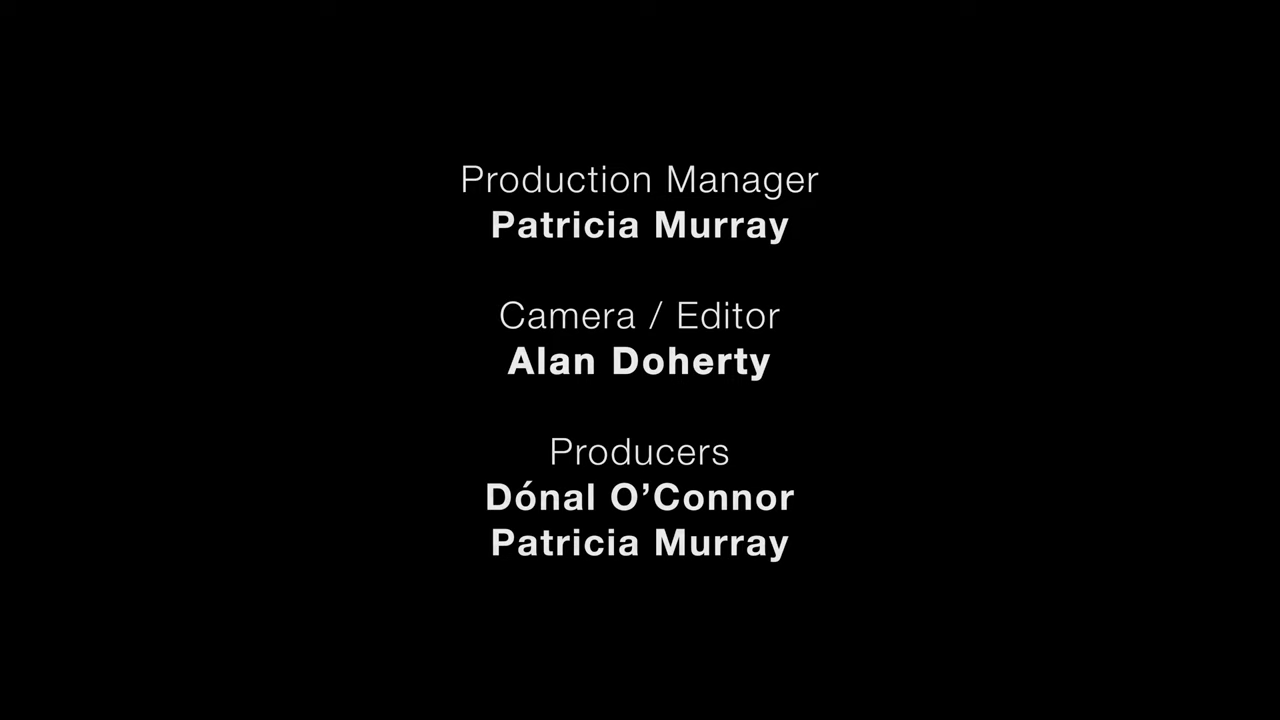 Production Manager
Patricia Murray
Camera / Editor
Alan Doherty
Producers
Dónal O’Connor
Patricia Murray